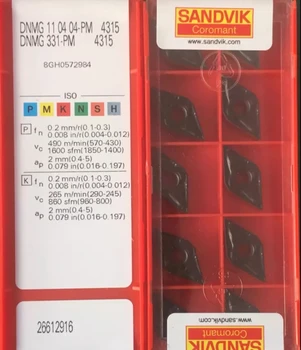 DNMG 11 04 04-PM 4315
DNMG 331-PM 4315
8GH0572984
ISO
P M K N S H
P fn 0.2 mm/r(0.1-0.3)
0.008 in/r(0.004-0.012)
vc 490 m/min(570-430)
1600 sfm(1850-1400)
ap 2 mm(0.4-5)
0.079 in(0.016-0.197)
K fn 0.2 mm/r(0.1-0.3)
0.008 in/r(0.004-0.012)
vc 265 m/min(290-245)
860 sfm(960-800)
ap 2 mm(0.4-5)
0.079 in(0.016-0.197)
26612916
SANDVIK
Coromant
www.sandvik.com
www.sandvik.com
SANDVIK
Coromant